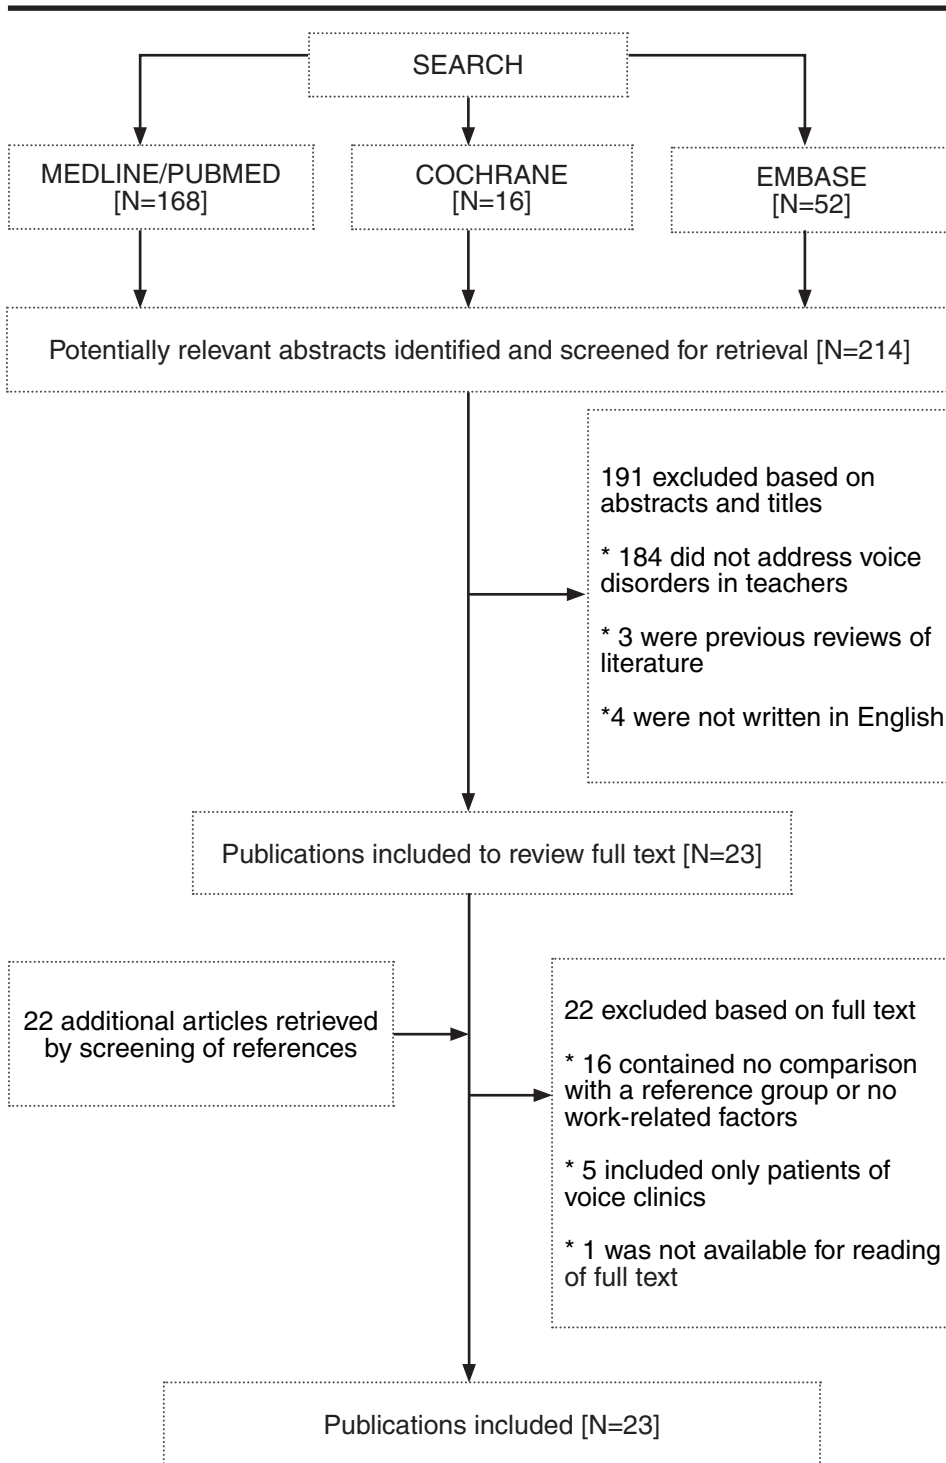 SEARCH
MEDLINE/PUBMED
[N=168]
COCHRANE
[N=16]
EMBASE
[N=52]
Potentially relevant abstracts identified and screened for retrieval [N=214]
191 excluded based on
abstracts and titles
* 184 did not address voice
disorders in teachers
* 3 were previous reviews of
literature
*4 were not written in English
Publications included to review full text [N=23]
22 additional articles retrieved
by screening of references
22 excluded based on full text
* 16 contained no comparison
with a reference group or no
work-related factors
* 5 included only patients of
voice clinics
* 1 was not available for reading
of full text
Publications included [N=23]